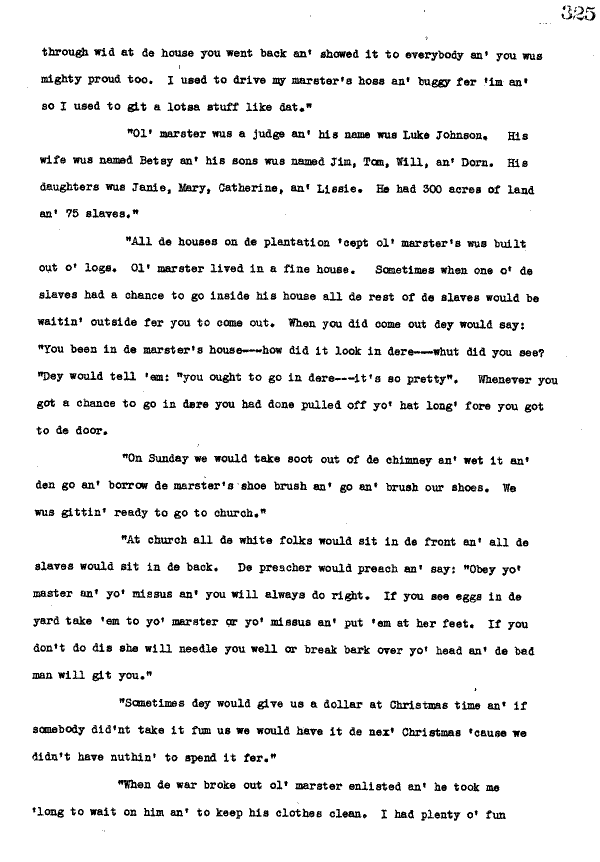 325
through wid at de house you went back an' showed it to everybody an' you wus
mighty proud too. I used to drive my marster's hoss an' buggy fer 'im an'
so I used to git a lotsa stuff like dat."
"Ol' marster wus a judge an' his name wus Luke Johnson. His
wife wus named Betsy an' his sons wus named Jim, Tom, Will, an' Dorn. His
daughters wus Janie, Mary, Catherine, an' Lissie. He had 300 acres of land
an' 75 slaves."
"All de houses on de plantation 'cept ol' marster's wus built
out o' logs. Ol' marster lived in a fine house. Sometimes when one o' de
slaves had a chance to go inside his house all de rest of de slaves would be
waitin' outside fer you to come out. When you did come out dey would say:
"You been in de marster's house---how did it look in dere---whut did you see?
"Dey would tell 'em: "you ought to go in dere---it's so pretty". Whenever you
got a chance to go in dere you had done pulled off yo' hat long' fore you got
to de door.
"On Sunday we would take soot out of de chimney an' wet it an'
den go an' borrow de marster's shoe brush an' go an' brush our shoes. We
wus gittin' ready to go to church."
"At church all de white folks would sit in de front an' all de
slaves would sit in de back. De preacher would preach an' say: "Obey yo'
master an' yo' missus an' you will always do right. If you see eggs in de
yard take 'em to yo' marster or yo' missus an' put 'em at her feet. If you
don't do dis she will needle you well or break bark over yo' head an' de bad
man will git you."
"Sometimes dey would give us a dollar at Christmas time an' if
somebody did'nt take it fum us we would have it de nex' Christmas 'cause we
didn't have nuthin' to spend it fer."
"When de war broke out ol' marster enlisted an' he took me
'long to wait on him an' to keep his clothes clean. I had plenty o' fun